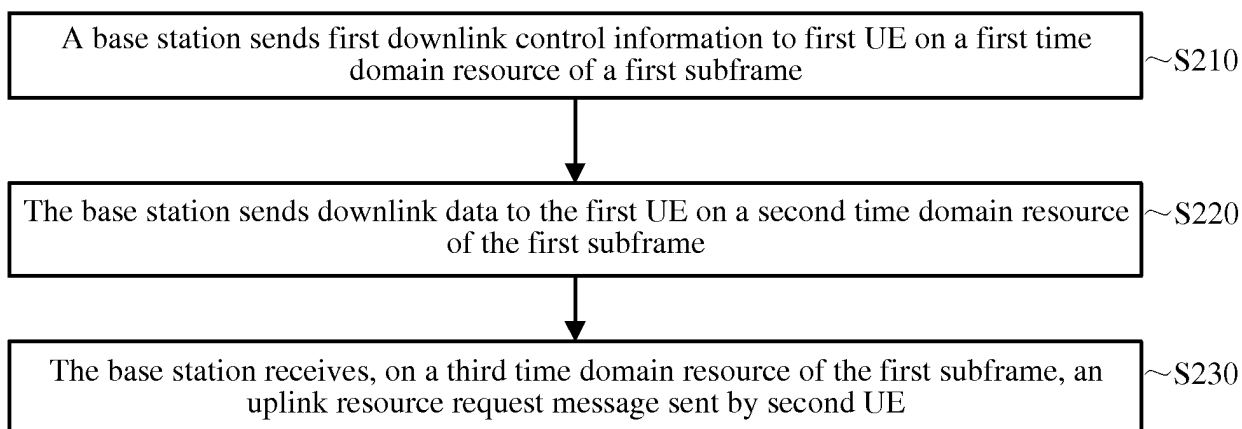 A base station sends first downlink control information to first UE on a first time
domain resource of a first subframe
~S210
The base station sends downlink data to the first UE on a second time domain resource
of the first subframe
~S220
The base station receives, on a third time domain resource of the first subframe, an
uplink resource request message sent by second UE
~S230